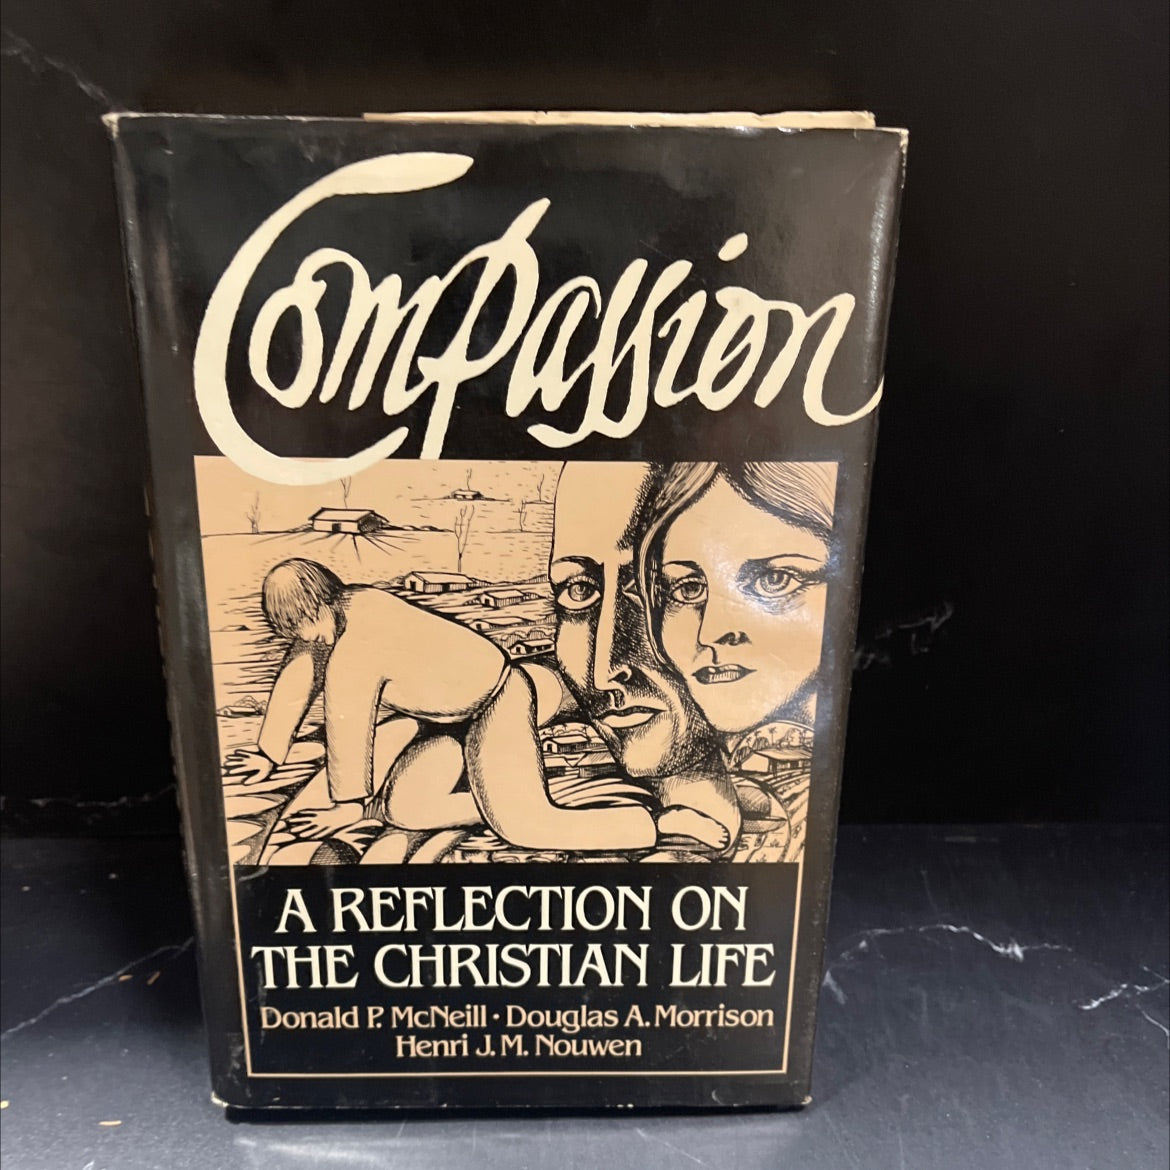 Compassion
A REFLECTION ON
THE CHRISTIAN LIFE
Donald P. McNeill · Douglas A. Morrison
Henri J. M. Nouwen